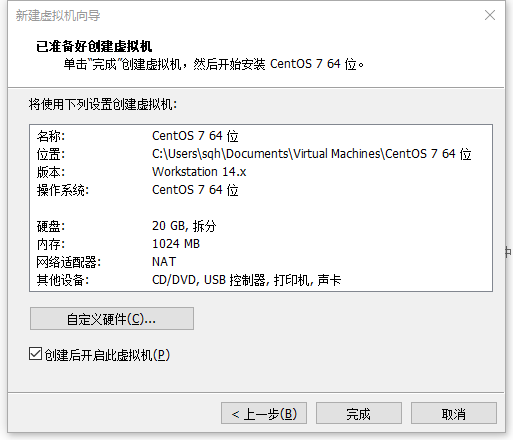 新建虚拟机向导
已准备好创建虚拟机
单击“完成”创建虚拟机，然后开始安装 CentOS 7 64 位。
将使用下列设置创建虚拟机:
名称: CentOS 7 64 位
位置: C:\Users\sqh\Documents\Virtual Machines\CentOS 7 64 位
版本: Workstation 14.x
操作系统: CentOS 7 64 位
硬盘: 20 GB, 拆分
内存: 1024 MB
网络适配器: NAT
其他设备: CD/DVD, USB 控制器, 打印机, 声卡
自定义硬件(C)...
创建后开启此虚拟机(P)
< 上一步(B) 完成 取消